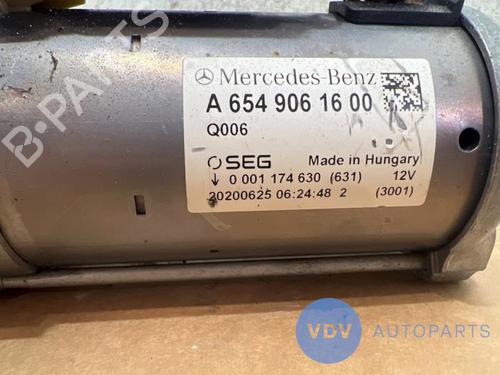 Mercedes-Benz
A 654 906 16 00
Q006
SEG Made in Hungary
0 001 174 630 (631) 12V
20200625 06:24:48 2 (3001)
B-PARTS
VDV AUTOPARTS